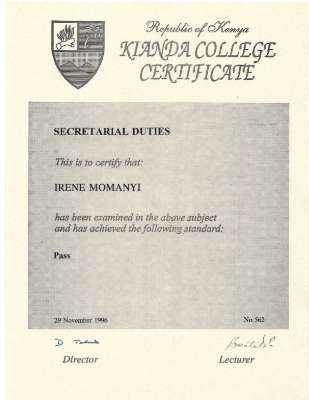 Republic of Kenya
KIANDA COLLEGE
CERTIFICATE
SECRETARIAL DUTIES
This is to certify that:
IRENE MOMANYI
has been examined in the above subject
and has achieved the following standard:
Pass
29 November 1996 No 562
Director Lecturer